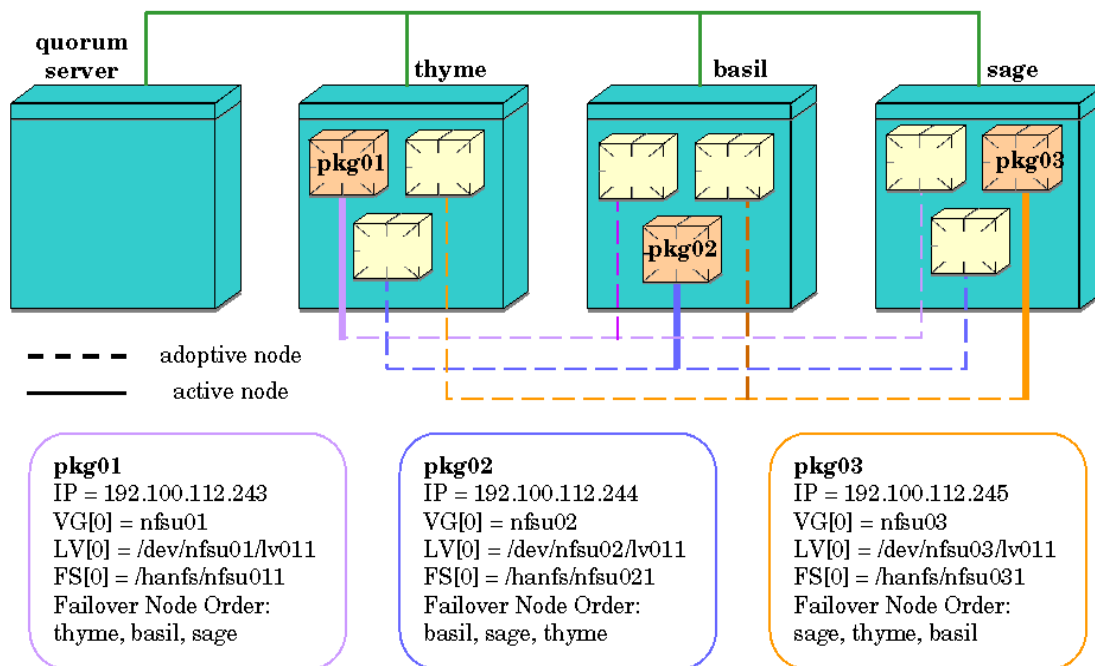 quorum
server
thyme
basil
sage
pkg01
pkg03
pkg02
adoptive node
active node
pkg01
IP = 192.100.112.243
VG[0] = nfsu01
LV[0] = /dev/nfsu01/lv011
FS[0] = /hanfs/nfsu011
Failover Node Order:
thyme, basil, sage
pkg02
IP = 192.100.112.244
VG[0] = nfsu02
LV[0] = /dev/nfsu02/lv011
FS[0] = /hanfs/nfsu021
Failover Node Order:
basil, sage, thyme
pkg03
IP = 192.100.112.245
VG[0] = nfsu03
LV[0] = /dev/nfsu03/lv011
FS[0] = /hanfs/nfsu031
Failover Node Order:
sage, thyme, basil